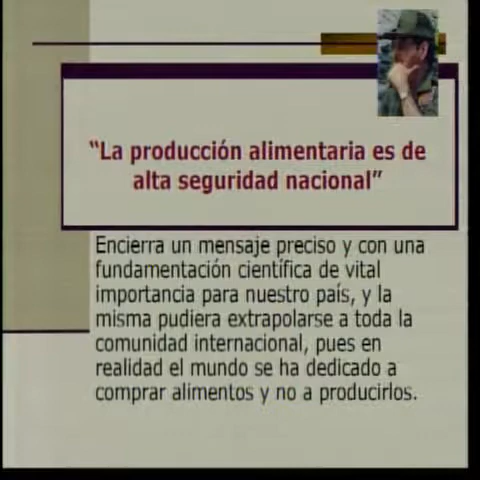 “La producción alimentaria es de
alta seguridad nacional”
Encierra un mensaje preciso y con una
fundamentación científica de vital
importancia para nuestro país, y la
misma pudiera extrapolarse a toda la
comunidad internacional, pues en
realidad el mundo se ha dedicado a
comprar alimentos y no a producirlos.